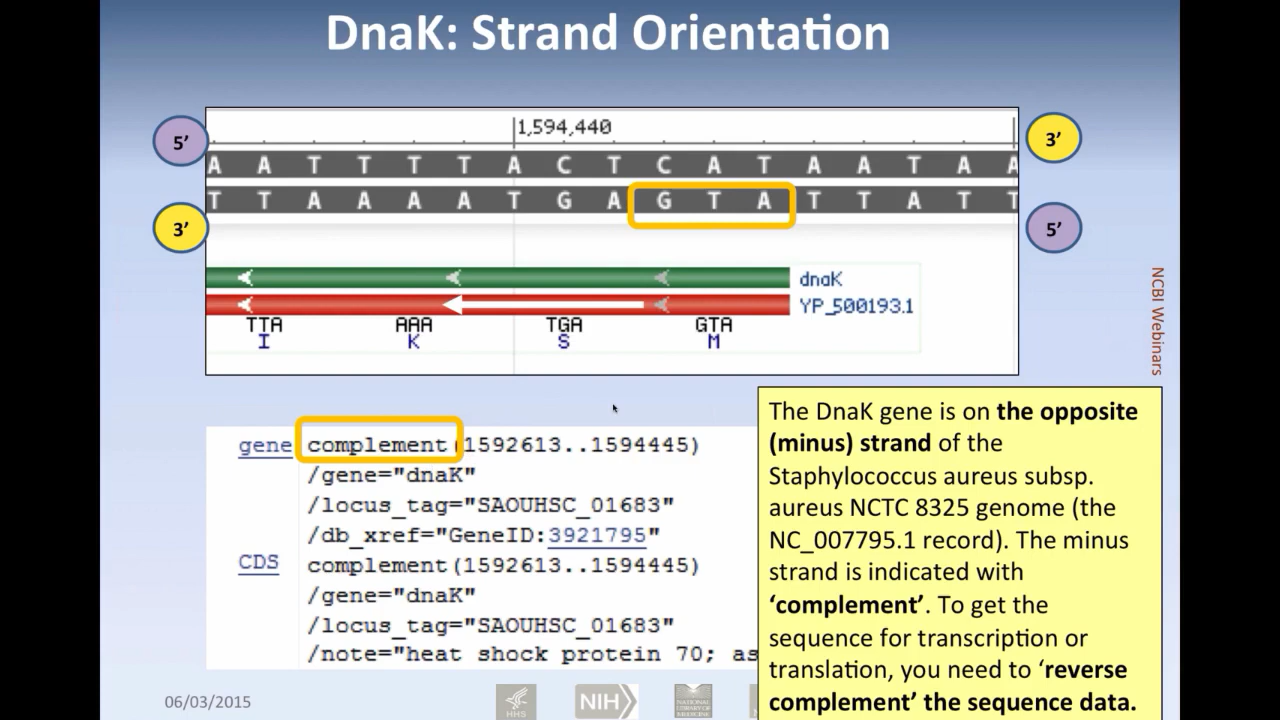 DnaK: Strand Orientation
1,594,440
5’ 3’
A A T T T T A C T C A T A A T A A
T T A A A A T G A G T A T T A T T
3’ 5’
dnaK
YP_500193.1
TTA AAA TGA GTA
I K S M
NCBI Webinars
gene complement(1592613..1594445)
/gene="dnaK"
/locus_tag="SAOUHSC_01683"
/db_xref="GeneID:3921795"
CDS complement(1592613..1594445)
/gene="dnaK"
/locus_tag="SAOUHSC_01683"
/note="heat shock protein 70; as
The DnaK gene is on the opposite
(minus) strand of the
Staphylococcus aureus subsp.
aureus NCTC 8325 genome (the
NC_007795.1 record). The minus
strand is indicated with
‘complement’. To get the
sequence for transcription or
translation, you need to ‘reverse
complement’ the sequence data.
06/03/2015
HHS
NIH